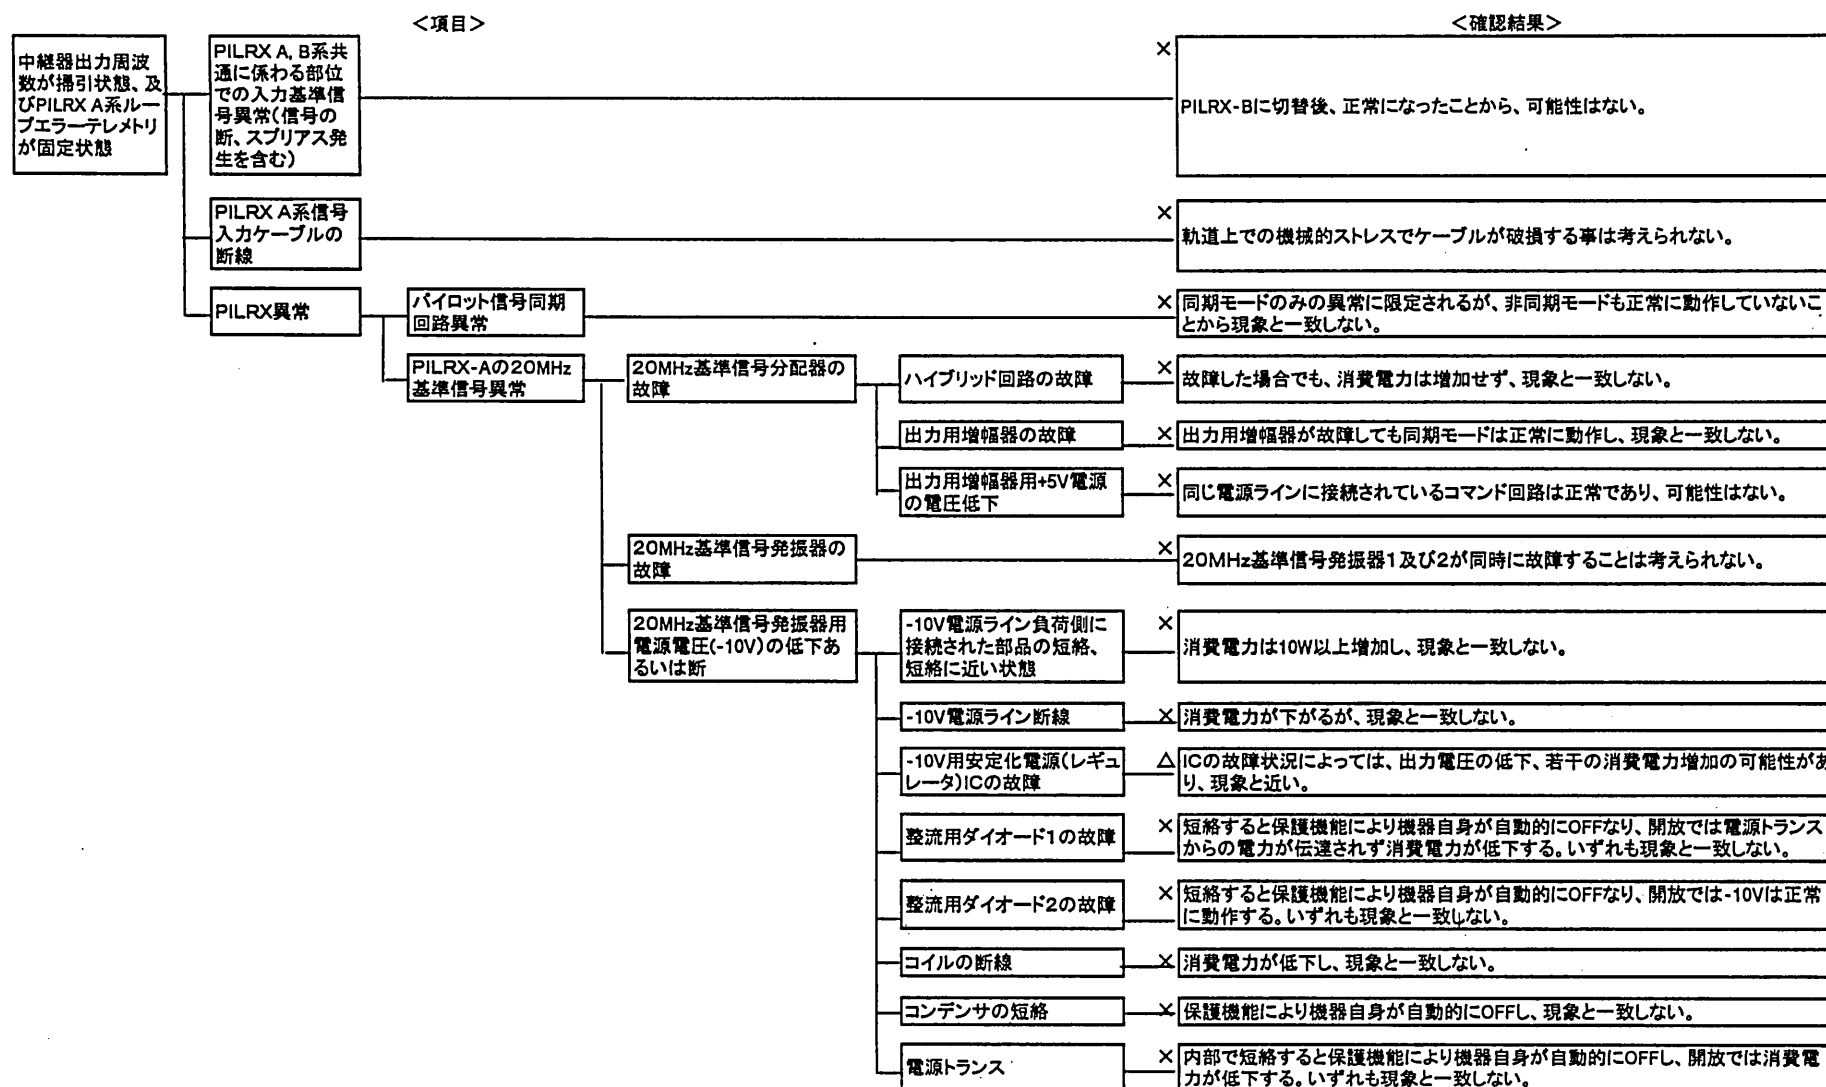 ＜項目＞
＜確認結果＞
中継器出力周波
数が掃引状態、及
びPILRX A系ルー
プエラーテレメトリ
が固定状態
PILRX A, B系共
通に係わる部位
での入力基準信
号異常(信号の
断、スプリアス発
生を含む)
×
PILRX-Bに切替後、正常になったことから、可能性はない。
PILRX A系信号
入力ケーブルの
断線
×
軌道上での機械的ストレスでケーブルが破損する事は考えられない。
PILRX異常
パイロット信号同期
回路異常
×
同期モードのみの異常に限定されるが、非同期モードも正常に動作していないこ
とから現象と一致しない。
PILRX-Aの20MHz
基準信号異常
20MHz基準信号分配器の
故障
ハイブリッド回路の故障
×
故障した場合でも、消費電力は増加せず、現象と一致しない。
出力用増幅器の故障
×
出力用増幅器が故障しても同期モードは正常に動作し、現象と一致しない。
出力用増幅器用+5V電源
の電圧低下
×
同じ電源ラインに接続されているコマンド回路は正常であり、可能性はない。
20MHz基準信号発振器の
故障
×
20MHz基準信号発振器1及び2が同時に故障することは考えられない。
20MHz基準信号発振器用
電源電圧(-10V)の低下あ
るいは断
-10V電源ライン負荷側に
接続された部品の短絡、
短絡に近い状態
×
消費電力は10W以上増加し、現象と一致しない。
-10V電源ライン断線
×
消費電力が下がるが、現象と一致しない。
-10V用安定化電源(レギュ
レータ)ICの故障
△
ICの故障状況によっては、出力電圧の低下、若干の消費電力増加の可能性があ
り、現象と近い。
整流用ダイオード1の故障
×
短絡すると保護機能により機器自身が自動的にOFFなり、開放では電源トランス
からの電力が伝達されず消費電力が低下する。いずれも現象と一致しない。
整流用ダイオード2の故障
×
短絡すると保護機能により機器自身が自動的にOFFなり、開放では-10Vは正常
に動作する。いずれも現象と一致しない。
コイルの断線
×
消費電力が低下し、現象と一致しない。
コンデンサの短絡
×
保護機能により機器自身が自動的にOFFし、現象と一致しない。
電源トランス
×
内部で短絡すると保護機能により機器自身が自動的にOFFし、開放では消費電
力が低下する。いずれも現象と一致しない。